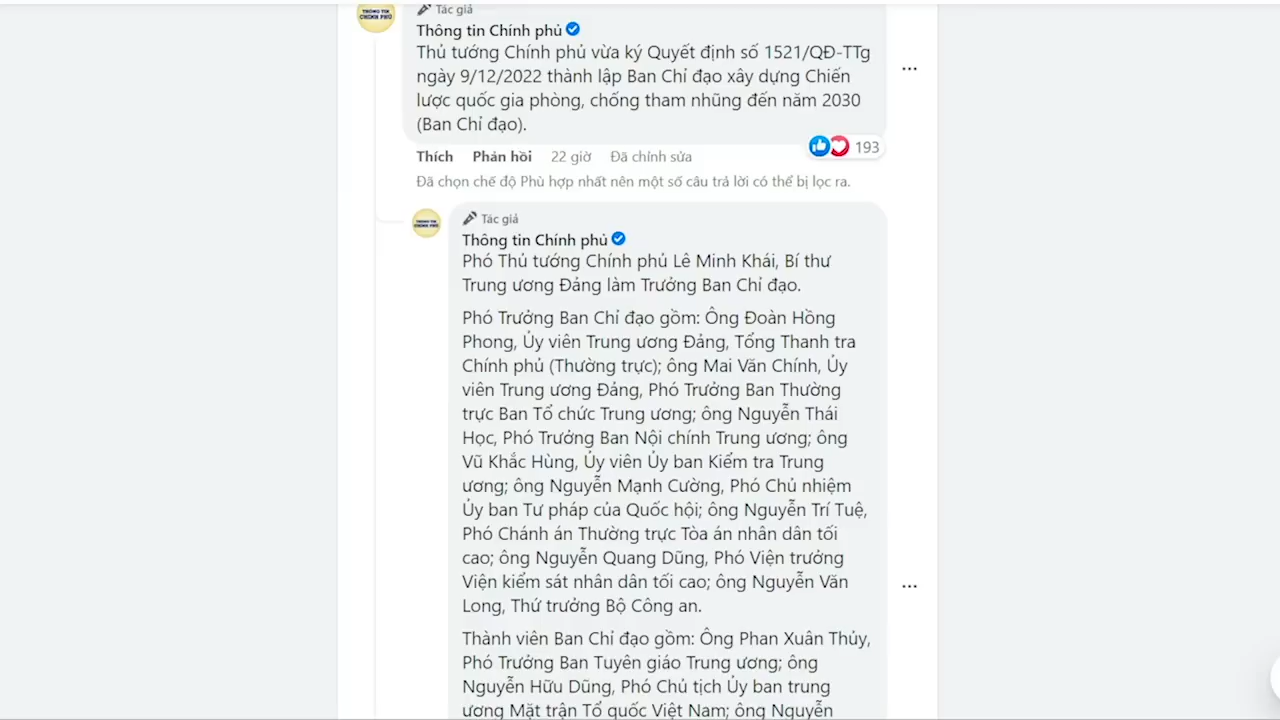 THÔNG TIN
CHÍNH PHỦ
Tác giả
Thông tin Chính phủ
Thủ tướng Chính phủ vừa ký Quyết định số 1521/QĐ-TTg
ngày 9/12/2022 thành lập Ban Chỉ đạo xây dựng Chiến
lược quốc gia phòng, chống tham nhũng đến năm 2030
(Ban Chỉ đạo).
193
Thích Phản hồi 22 giờ Đã chỉnh sửa
Đã chọn chế độ Phù hợp nhất nên một số câu trả lời có thể bị lọc ra.
THÔNG TIN
CHÍNH PHỦ
Tác giả
Thông tin Chính phủ
Phó Thủ tướng Chính phủ Lê Minh Khái, Bí thư
Trung ương Đảng làm Trưởng Ban Chỉ đạo.
Phó Trưởng Ban Chỉ đạo gồm: Ông Đoàn Hồng
Phong, Ủy viên Trung ương Đảng, Tổng Thanh tra
Chính phủ (Thường trực); ông Mai Văn Chính, Ủy
viên Trung ương Đảng, Phó Trưởng Ban Thường
trực Ban Tổ chức Trung ương; ông Nguyễn Thái
Học, Phó Trưởng Ban Nội chính Trung ương; ông
Vũ Khắc Hùng, Ủy viên Ủy ban Kiểm tra Trung
ương; ông Nguyễn Mạnh Cường, Phó Chủ nhiệm
Ủy ban Tư pháp của Quốc hội; ông Nguyễn Trí Tuệ,
Phó Chánh án Thường trực Tòa án nhân dân tối
cao; ông Nguyễn Quang Dũng, Phó Viện trưởng
Viện kiểm sát nhân dân tối cao; ông Nguyễn Văn
Long, Thứ trưởng Bộ Công an.
Thành viên Ban Chỉ đạo gồm: Ông Phan Xuân Thủy,
Phó Trưởng Ban Tuyên giáo Trung ương; ông
Nguyễn Hữu Dũng, Phó Chủ tịch Ủy ban trung
ương Mặt trận Tổ quốc Việt Nam; ông Nguyễn